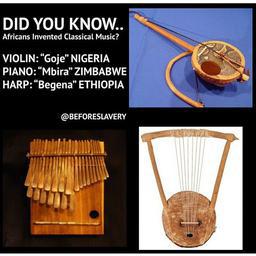 DID YOU KNOW..
Africans Invented Classical Music?
VIOLIN: "Goje" NIGERIA
PIANO: "Mbira" ZIMBABWE
HARP: "Begena" ETHIOPIA
@BEFORESLAVERY